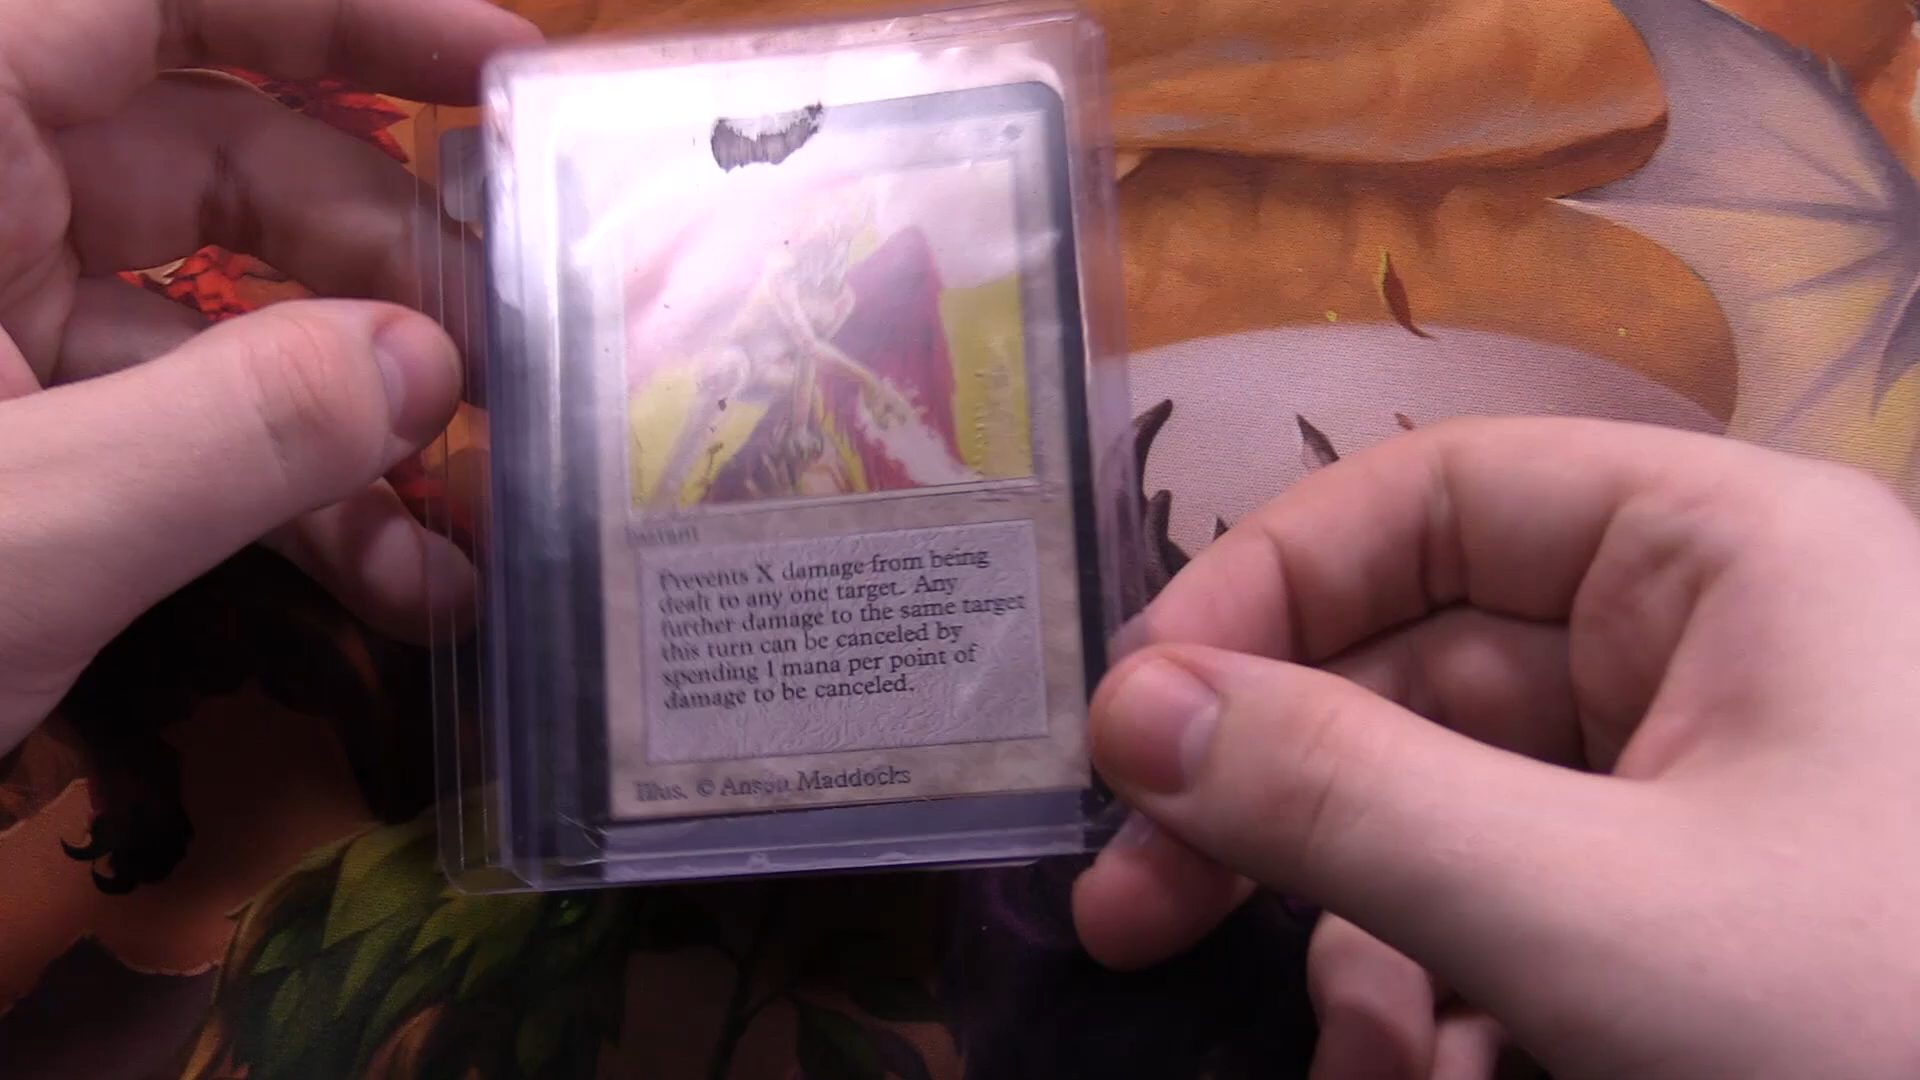 Instant
Prevents X damage from being
dealt to any one target. Any
further damage to the same target
this turn can be canceled by
spending 1 mana per point of
damage to be canceled.
Illus. © Anson Maddocks